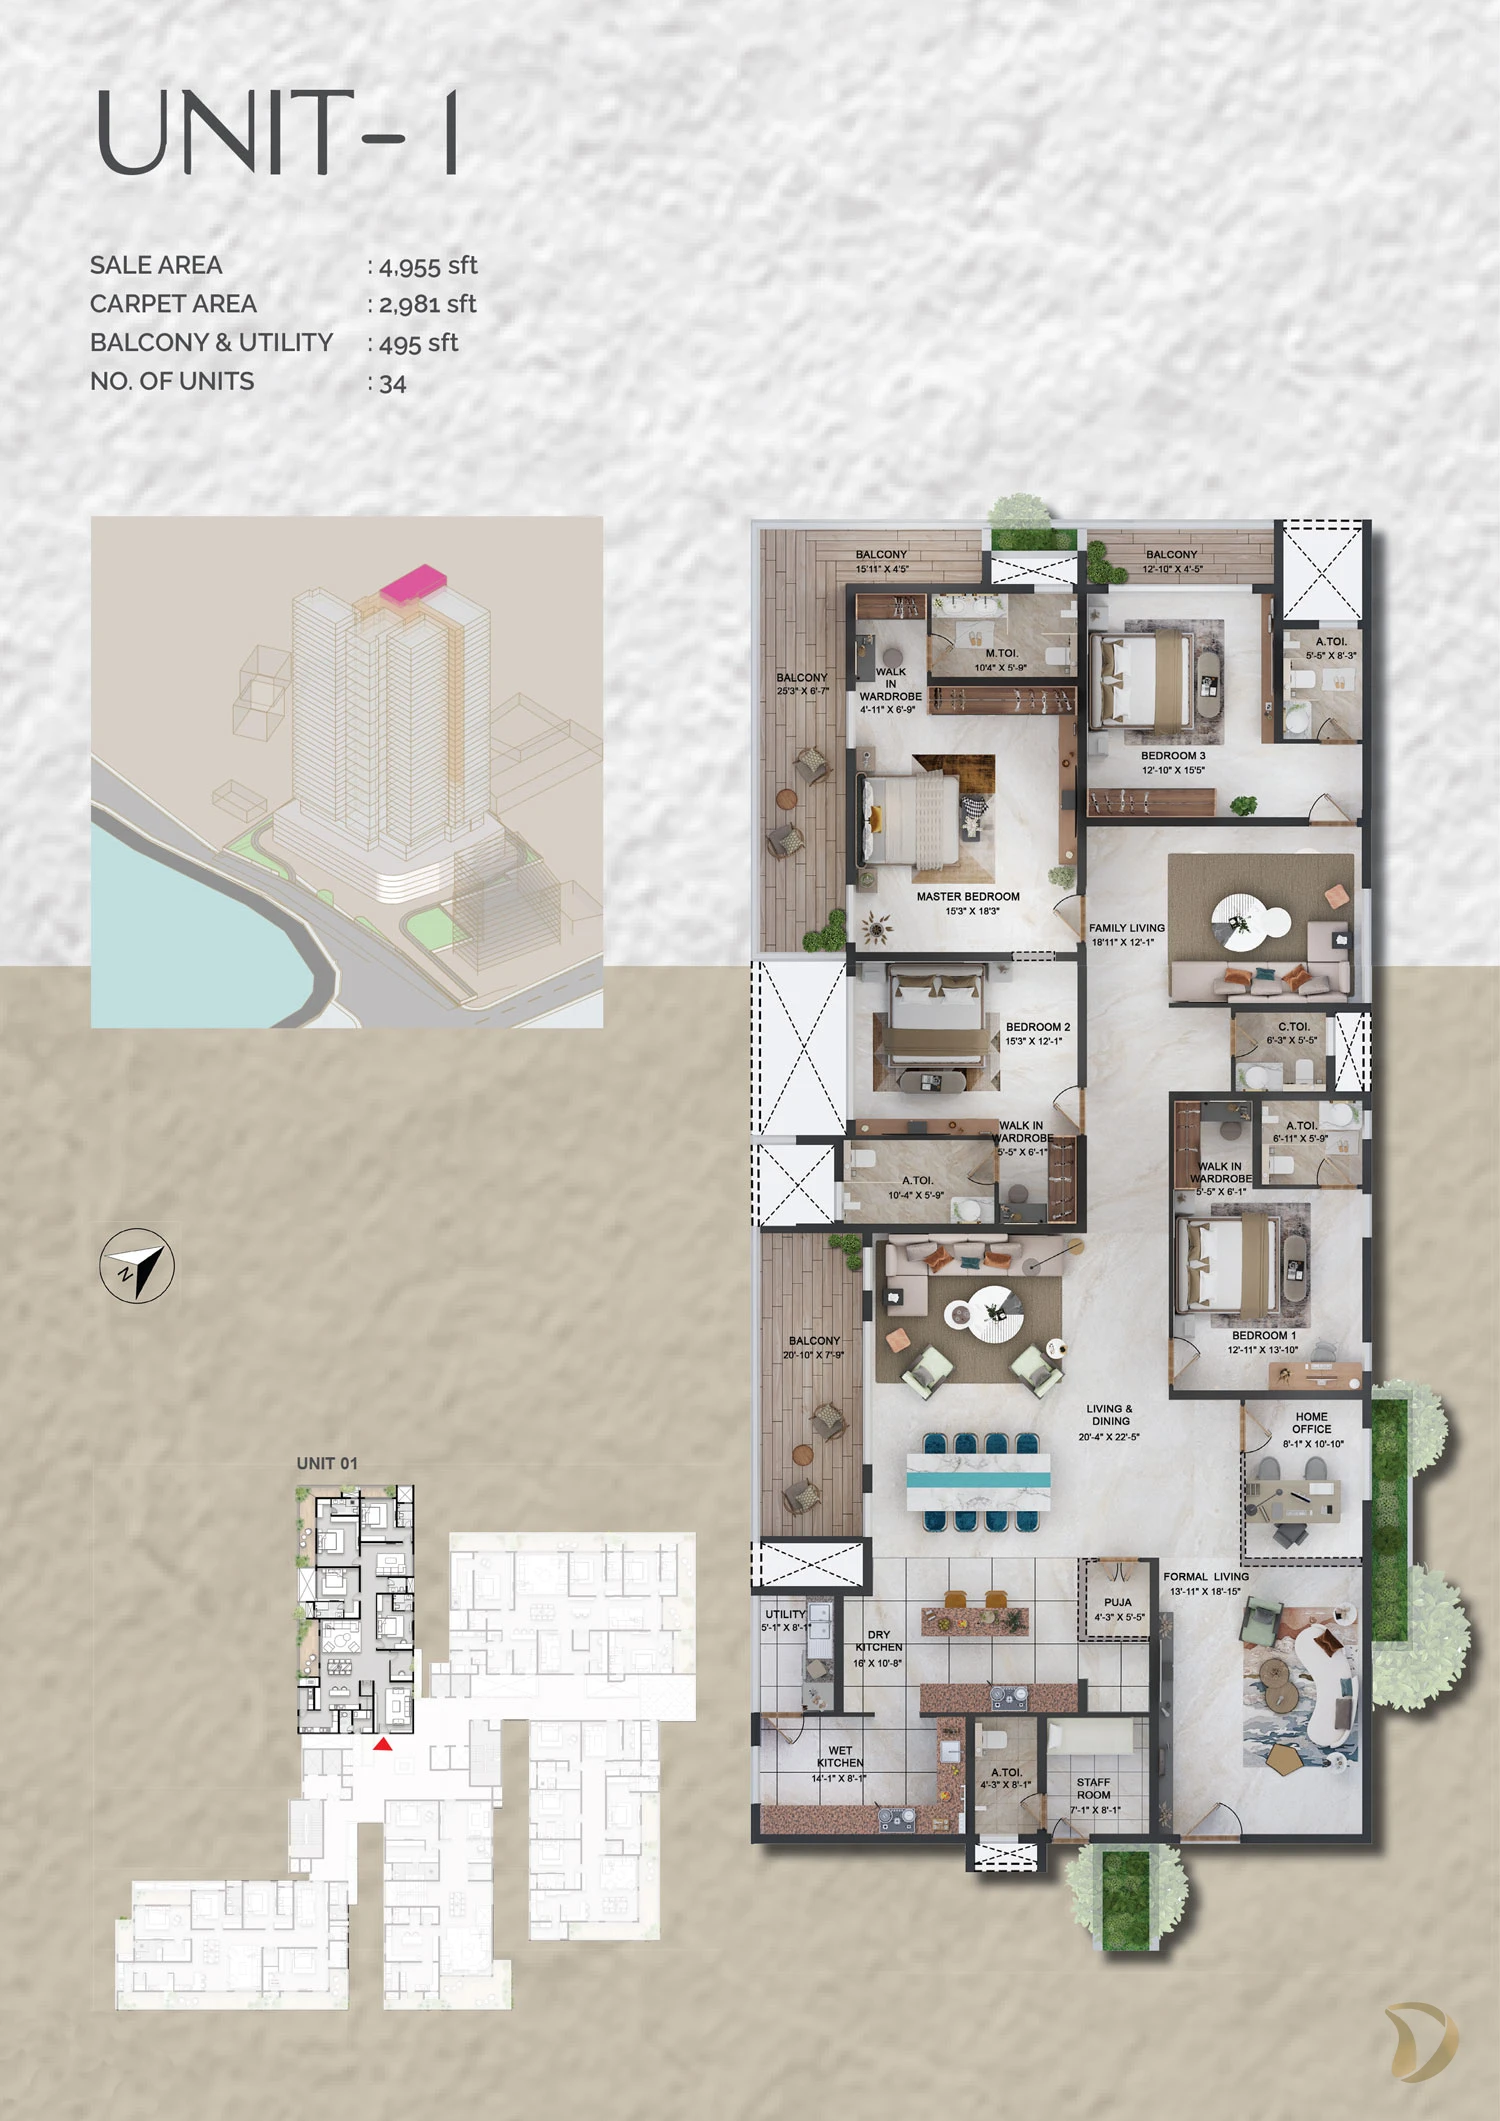 UNIT- 1
SALE AREA : 4,955 sft
CARPET AREA : 2,981 sft
BALCONY & UTILITY : 495 sft
NO. OF UNITS : 34
BALCONY
15'11" X 4'5"
BALCONY
12'-10" X 4'-5"
A.TOI.
5'-5" X 8'-3"
M.TOI.
10'4" X 5'-9"
WALK
IN
WARDROBE
4'-11" X 6'-9"
BALCONY
25'3" X 6'-7"
BEDROOM 3
12'-10" X 15'5"
MASTER BEDROOM
15'3" X 18'3"
FAMILY LIVING
18'11" X 12'-1"
BEDROOM 2
15'3" X 12'-1"
C.TOI.
6'-3" X 5'-5"
WALK IN
WARDROBE
5'-5" X 6'-1"
A.TOI.
6'-11" X 5'-9"
WALK IN
WARDROBE
5'-5" X 6'-1"
A.TOI.
10'-4" X 5'-9"
BALCONY
20'-10" X 7'-9"
BEDROOM 1
12'-11" X 13'-10"
LIVING &
DINING
20'-4" X 22'-5"
HOME
OFFICE
8'-1" X 10'-10"
FORMAL LIVING
13'-11" X 18'-15"
PUJA
4'-3" X 5'-5"
UTILITY
5'-1" X 8'-1"
DRY
KITCHEN
16' X 10'-8"
WET
KITCHEN
14'-1" X 8'-1"
A.TOI.
4'-3" X 8'-1"
STAFF
ROOM
7'-1" X 8'-1"
N
UNIT 01